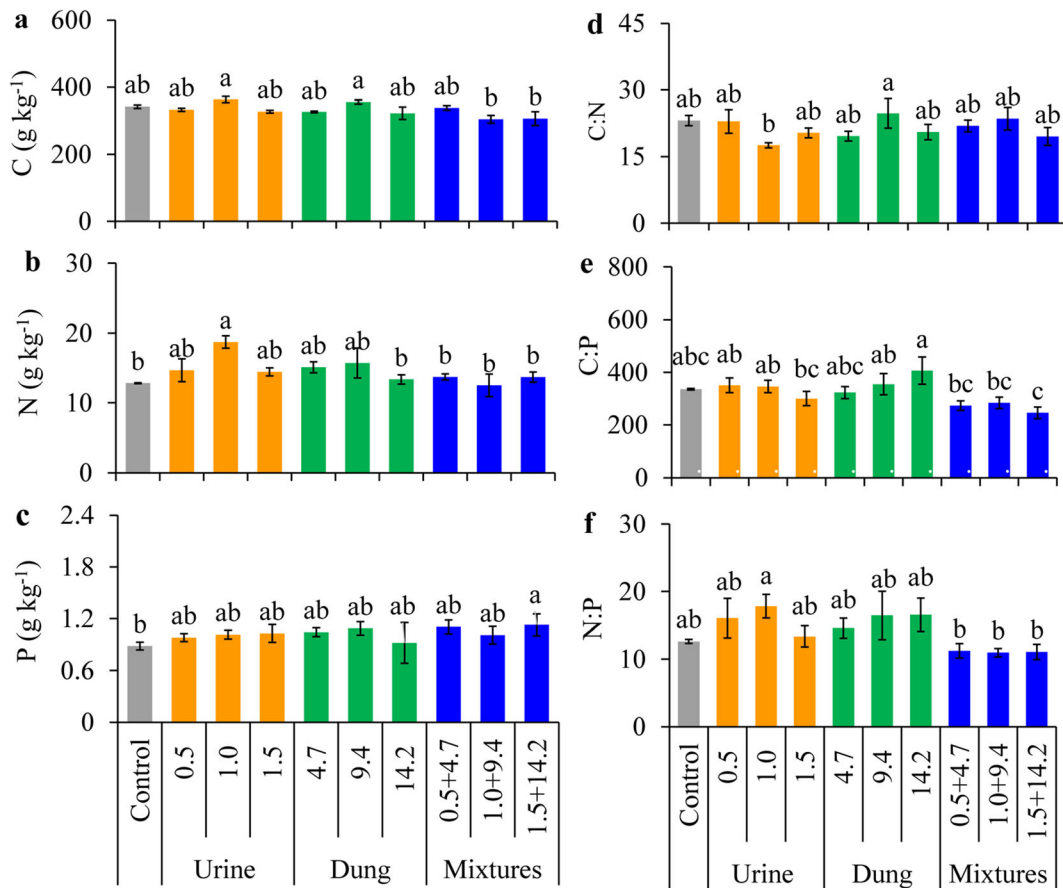 a
600
400
200
0
C (g kg-1)
ab ab a ab ab a ab ab b b
b
30
20
10
0
N (g kg-1)
b ab a ab ab ab b b b b
c
2.4
1.8
1.2
0.6
0
P (g kg-1)
b ab ab ab ab ab ab ab ab a
Control 0.5 1.0 1.5 4.7 9.4 14.2 0.5+4.7 1.0+9.4 1.5+14.2
Urine Dung Mixtures
d
45
30
15
0
C:N
ab ab b ab ab a ab ab ab ab
e
800
600
400
200
0
C:P
abc ab ab bc abc ab a bc bc c
f
30
20
10
0
N:P
ab ab a ab ab ab ab b b b
Control 0.5 1.0 1.5 4.7 9.4 14.2 0.5+4.7 1.0+9.4 1.5+14.2
Urine Dung Mixtures